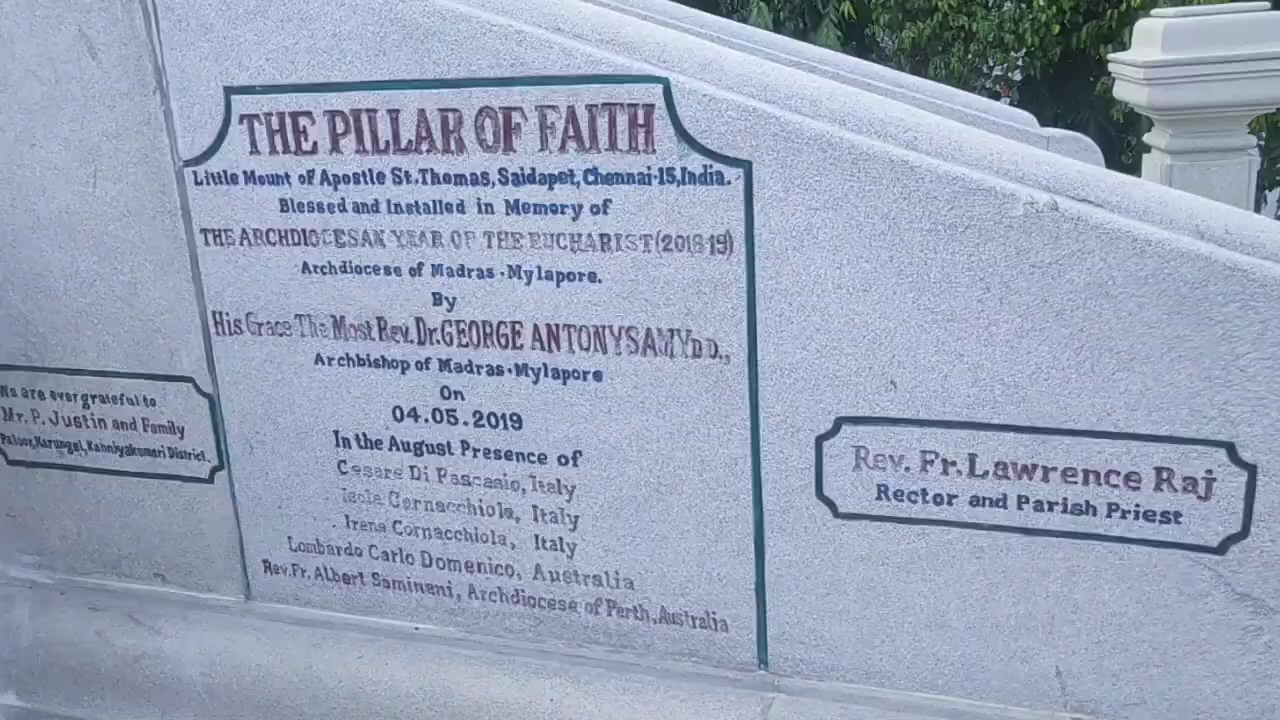 THE PILLAR OF FAITH
Little Mount of Apostle St.Thomas, Saidapet, Chennai-15,India.
Blessed and Installed in Memory of
THE ARCHDIOCESAN YEAR OF THE EUCHARIST (2018-19)
Archdiocese of Madras-Mylapore.
By
His Grace The Most Rev. Dr.GEORGE ANTONYSAMY D D.,
Archbishop of Madras-Mylapore
On
04.05.2019
In the August Presence of
Cesare Di Pascasio, Italy
Isola Cornacchiola, Italy
Irena Cornacchiola, Italy
Lombardo Carlo Domenico, Australia
Rev.Fr. Albert Saminani, Archdiocese of Perth, Australia
We are ever grateful to
Mr. P. Justin and Family
Paloor, Karungal, Kanniyakumari District.
Rev. Fr. Lawrence Raj
Rector and Parish Priest